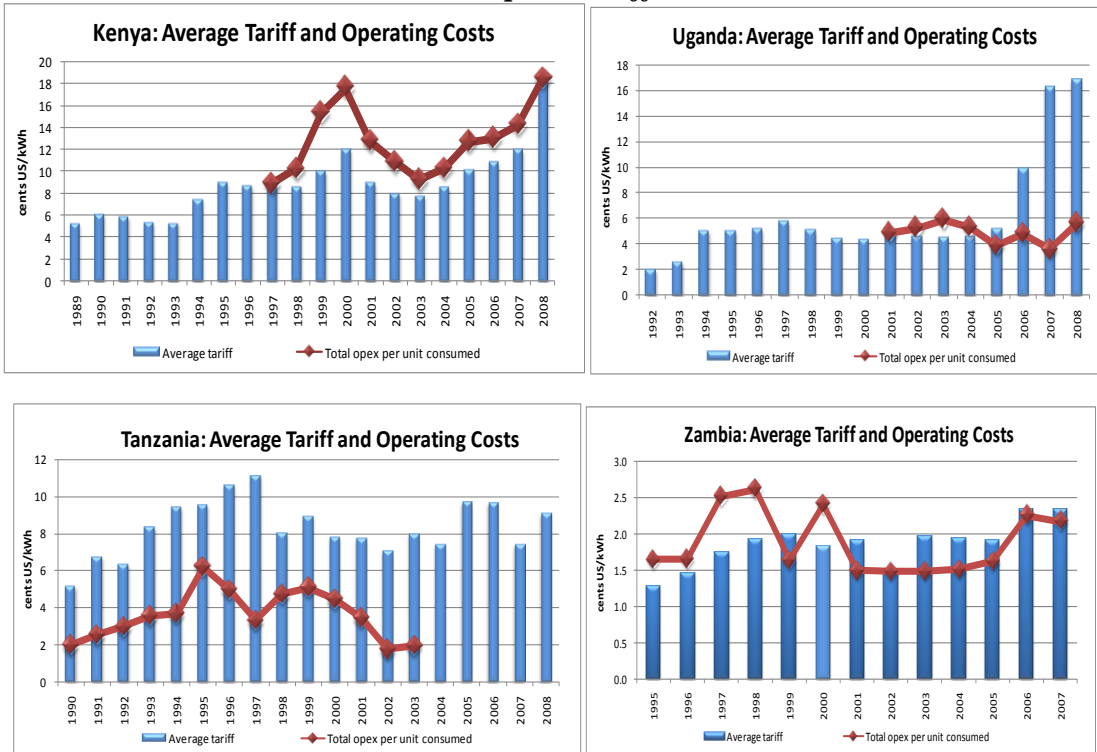 Kenya: Average Tariff and Operating Costs
cents US/kWh
20
18
16
14
12
10
8
6
4
2
0
1989 1990 1991 1992 1993 1994 1995 1996 1997 1998 1999 2000 2001 2002 2003 2004 2005 2006 2007 2008
Average tariff Total opex per unit consumed
Uganda: Average Tariff and Operating Costs
cents US/kWh
18
16
14
12
10
8
6
4
2
0
1992 1993 1994 1995 1996 1997 1998 1999 2000 2001 2002 2003 2004 2005 2006 2007 2008
Average tariff Total opex per unit consumed
Tanzania: Average Tariff and Operating Costs
cents US/kWh
12
10
8
6
4
2
0
1990 1991 1992 1993 1994 1995 1996 1997 1998 1999 2000 2001 2002 2003 2004 2005 2006 2007 2008
Average tariff Total opex per unit consumed
Zambia: Average Tariff and Operating Costs
cents US/kWh
3.0
2.5
2.0
1.5
1.0
0.5
0.0
1995 1996 1997 1998 1999 2000 2001 2002 2003 2004 2005 2006 2007
Average tariff Total opex per unit consumed